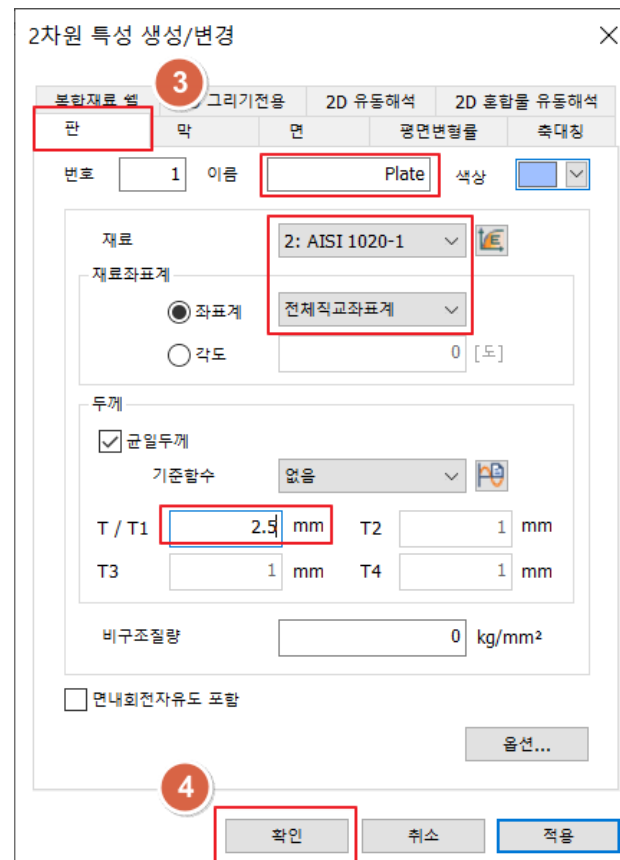 2차원 특성 생성/변경
3
복합재료 쉘 그리기전용 2D 유동해석 2D 혼합물 유동해석
판 막 면 평면변형률 축대칭
번호 1 이름 Plate 색상
재료 2: AISI 1020-1
재료좌표계
좌표계 전체직교좌표계
각도 0 [도]
두께
균일두께
기준함수 없음
T / T1 2.5 mm T2 1 mm
T3 1 mm T4 1 mm
비구조질량 0 kg/mm²
면내회전자유도 포함
옵션...
4
확인 취소 적용